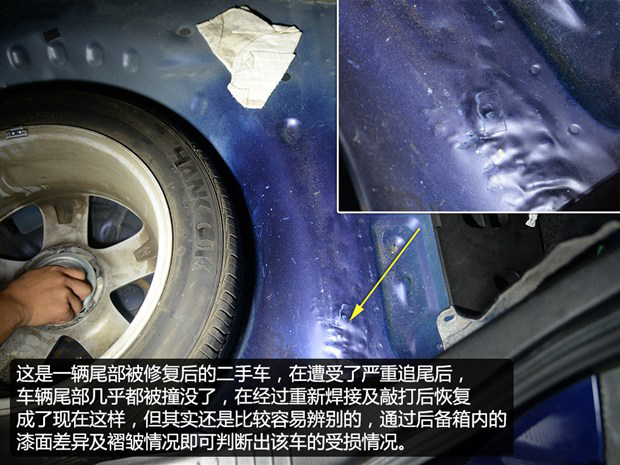 HANKOOK
这是一辆尾部被修复后的二手车，在遭受了严重追尾后，
车辆尾部几乎都被撞没了，在经过重新焊接及敲打后恢复
成了现在这样，但其实还是比较容易辨别的，通过后备箱内的
漆面差异及褶皱情况即可判断出该车的受损情况。